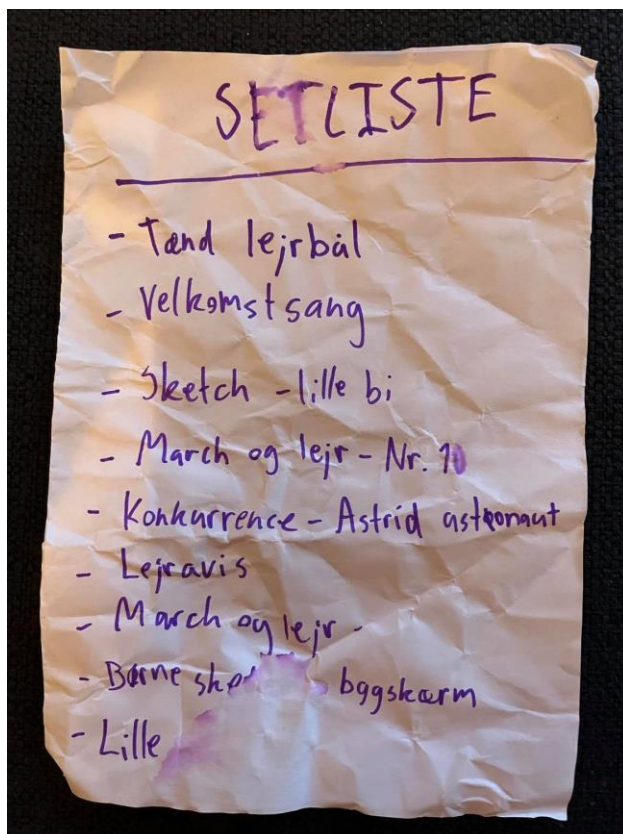 SETLISTE
- Tænd lejrbål
- Velkomstsang
- Sketch - lille bi
- March og lejr - Nr. 10
- Konkurrence - Astrid astronaut
- Lejravis
- March og lejr -
- Børne bagskærm
- Lille